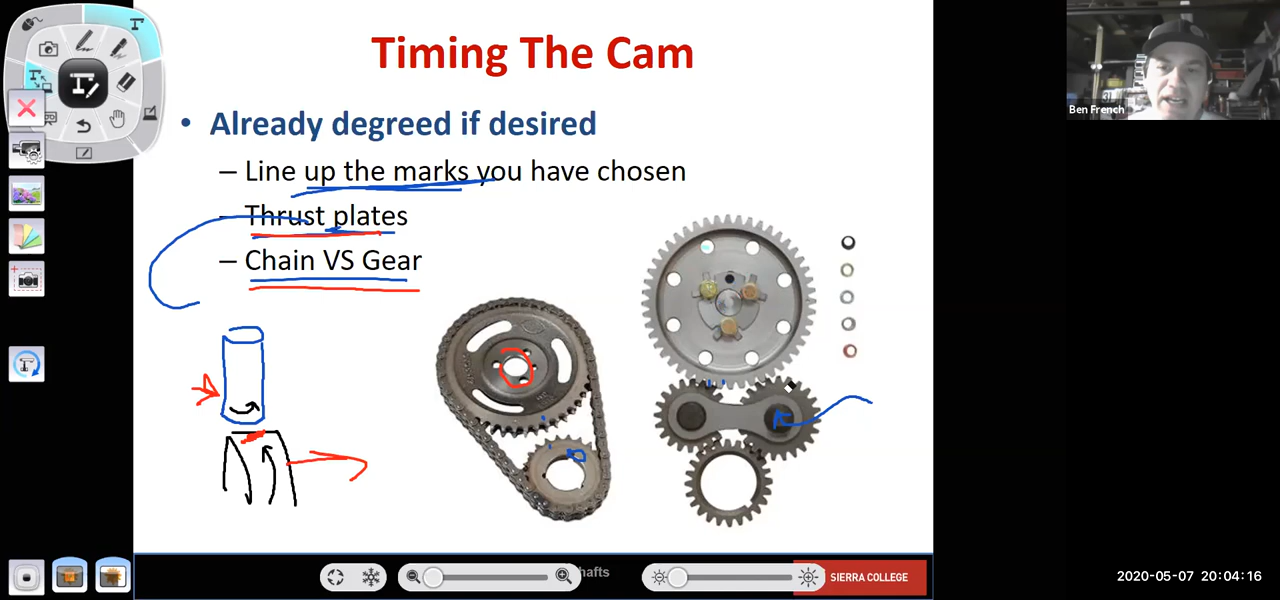 Timing The Cam
Ben French
• Already degreed if desired
– Line up the marks you have chosen
– Thrust plates
– Chain VS Gear
hafts
SIERRA COLLEGE
2020-05-07 20:04:16